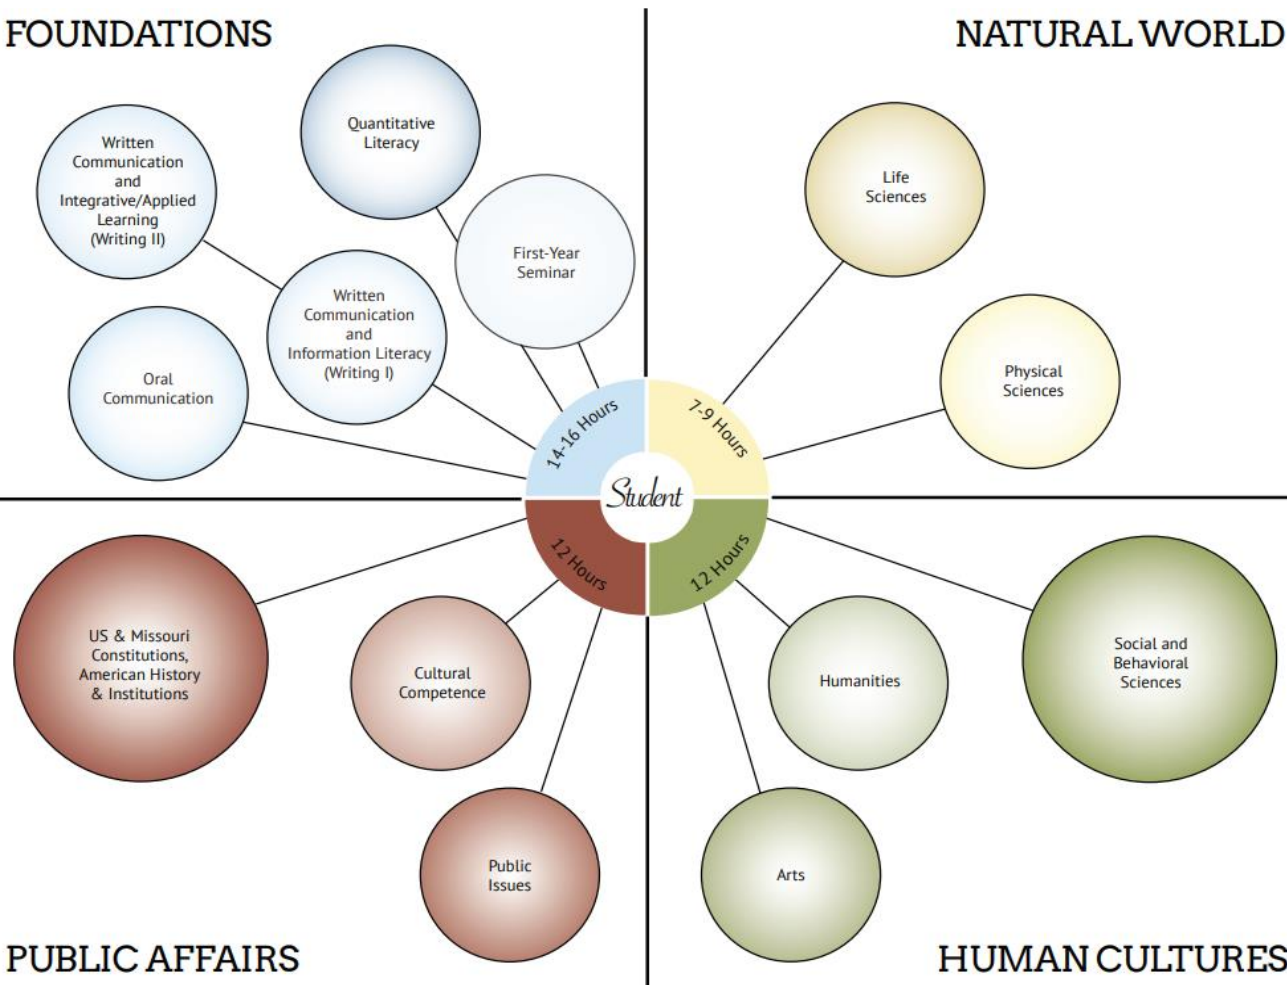 FOUNDATIONS
NATURAL WORLD
Quantitative
Literacy
Written
Communication
and
Integrative/Applied
Learning
(Writing II)
First-Year
Seminar
Written
Communication
and
Information Literacy
(Writing I)
Oral
Communication
Life
Sciences
Physical
Sciences
14-16 Hours
7-9 Hours
Student
12 Hours
12 Hours
US & Missouri
Constitutions,
American History
& Institutions
Cultural
Competence
Public
Issues
Humanities
Social and
Behavioral
Sciences
Arts
PUBLIC AFFAIRS
HUMAN CULTURES